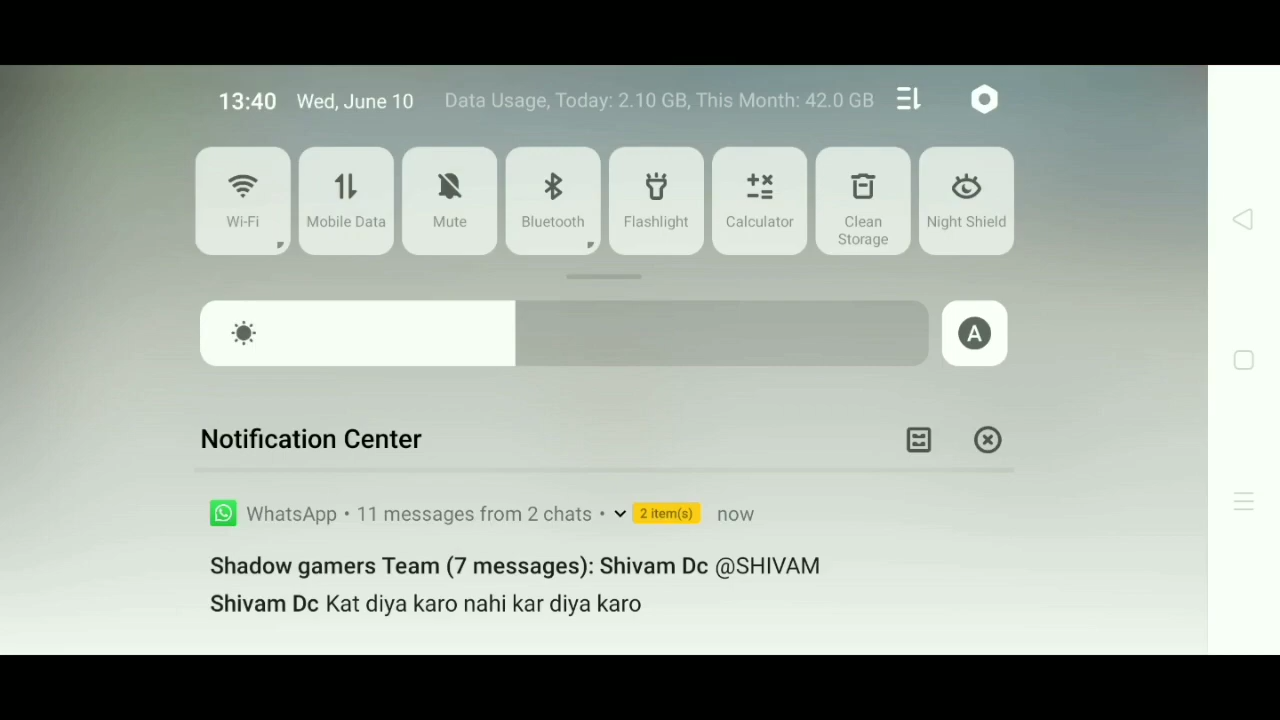 13:40 Wed, June 10 Data Usage, Today: 2.10 GB, This Month: 42.0 GB
Wi-Fi Mobile Data Mute Bluetooth Flashlight Calculator Clean Storage Night Shield
A
Notification Center
WhatsApp • 11 messages from 2 chats • 2 item(s) now
Shadow gamers Team (7 messages): Shivam Dc @SHIVAM
Shivam Dc Kat diya karo nahi kar diya karo